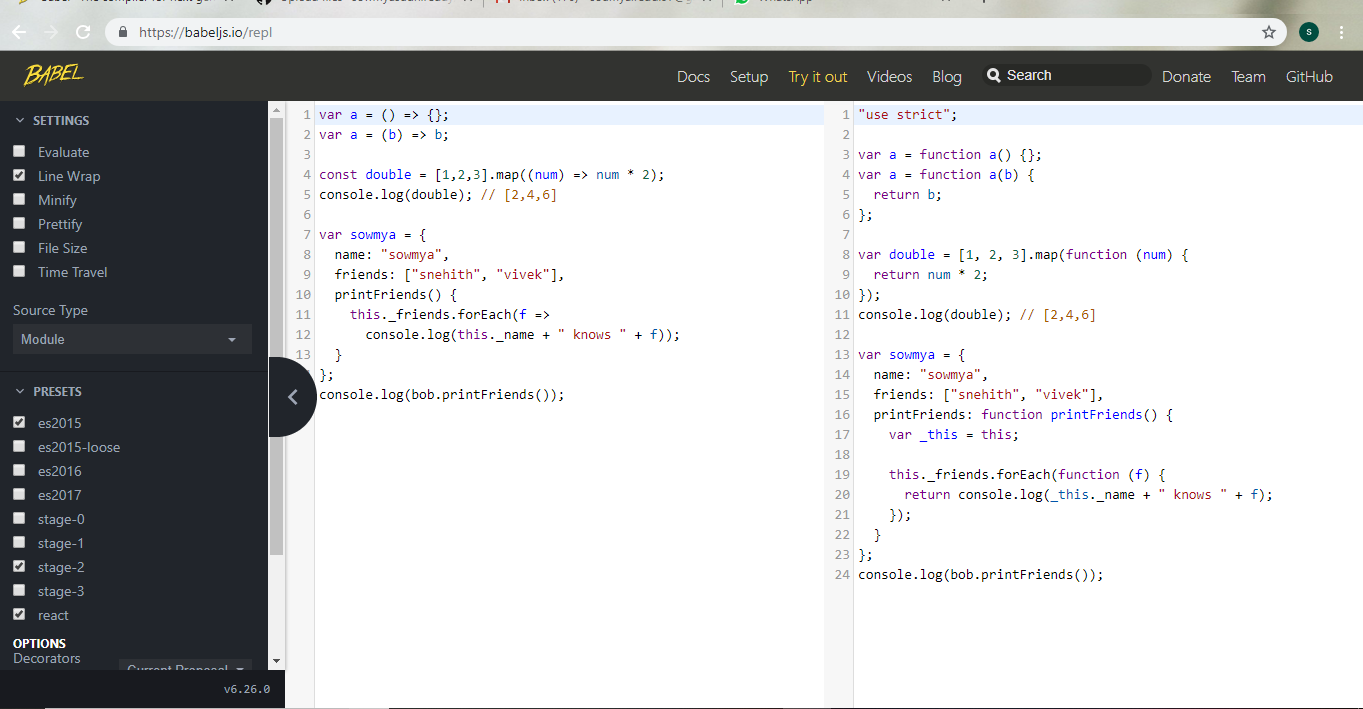 https://babeljs.io/repl
S
BABEL
Docs Setup Try it out Videos Blog Search Donate Team GitHub
SETTINGS
Evaluate
Line Wrap
Minify
Prettify
File Size
Time Travel
Source Type
Module
PRESETS
es2015
es2015-loose
es2016
es2017
stage-0
stage-1
stage-2
stage-3
react
OPTIONS
Decorators
Current Proposal
v6.26.0
1 var a = () => {};
2 var a = (b) => b;
3
4 const double = [1,2,3].map((num) => num * 2);
5 console.log(double); // [2,4,6]
6
7 var sowmya = {
8 name: "sowmya",
9 friends: ["snehith", "vivek"],
10 printFriends() {
11 this._friends.forEach(f =>
12 console.log(this._name + " knows " + f));
13 }
};
console.log(bob.printFriends());
1 "use strict";
2
3 var a = function a() {};
4 var a = function a(b) {
5 return b;
6 };
7
8 var double = [1, 2, 3].map(function (num) {
9 return num * 2;
10 });
11 console.log(double); // [2,4,6]
12
13 var sowmya = {
14 name: "sowmya",
15 friends: ["snehith", "vivek"],
16 printFriends: function printFriends() {
17 var _this = this;
18
19 this._friends.forEach(function (f) {
20 return console.log(_this._name + " knows " + f);
21 });
22 }
23 };
24 console.log(bob.printFriends());